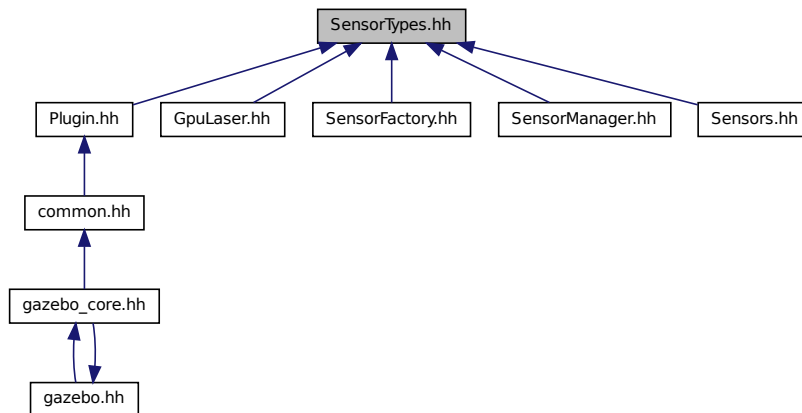 SensorTypes.hh
Plugin.hh
GpuLaser.hh
SensorFactory.hh
SensorManager.hh
Sensors.hh
common.hh
gazebo_core.hh
gazebo.hh